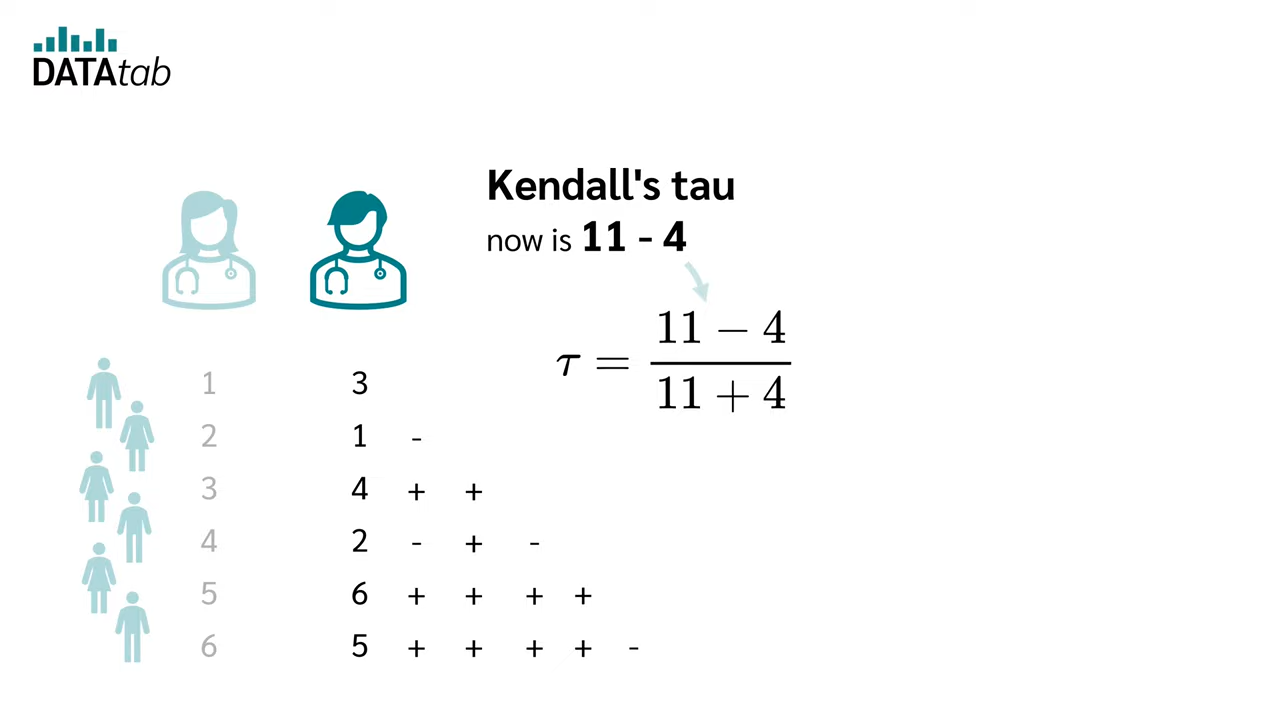 DATAtab
Kendall's tau
now is 11 - 4
τ = 11 − 4
11 + 4
1 3
2 1 -
3 4 + +
4 2 - + -
5 6 + + + +
6 5 + + + + -